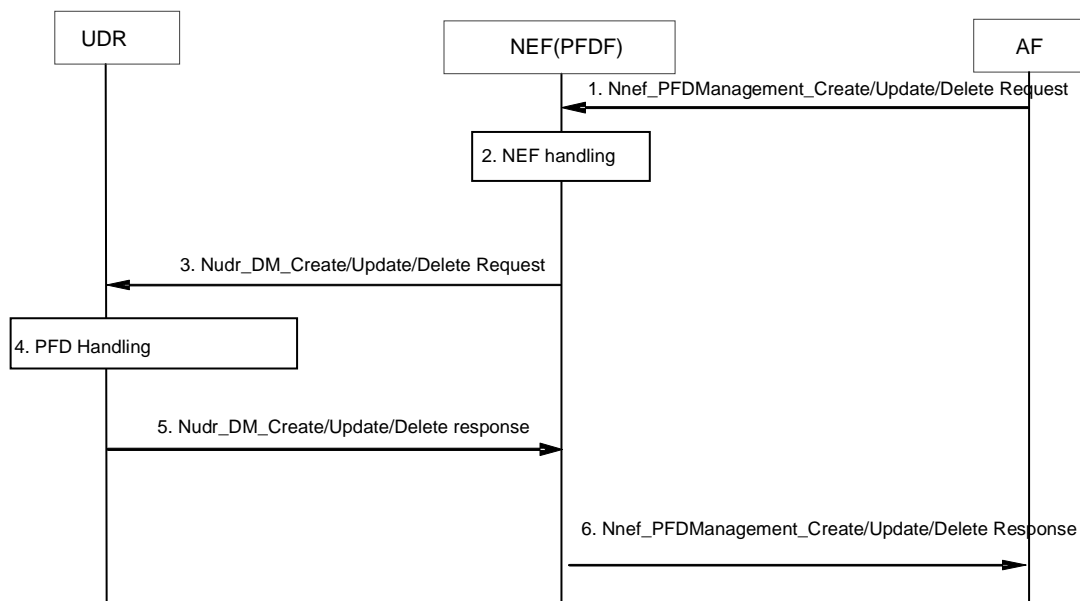 UDR
NEF(PFDF)
AF
1. Nnef_PFDManagement_Create/Update/Delete Request
2. NEF handling
3. Nudr_DM_Create/Update/Delete Request
4. PFD Handling
5. Nudr_DM_Create/Update/Delete response
6. Nnef_PFDManagement_Create/Update/Delete Response